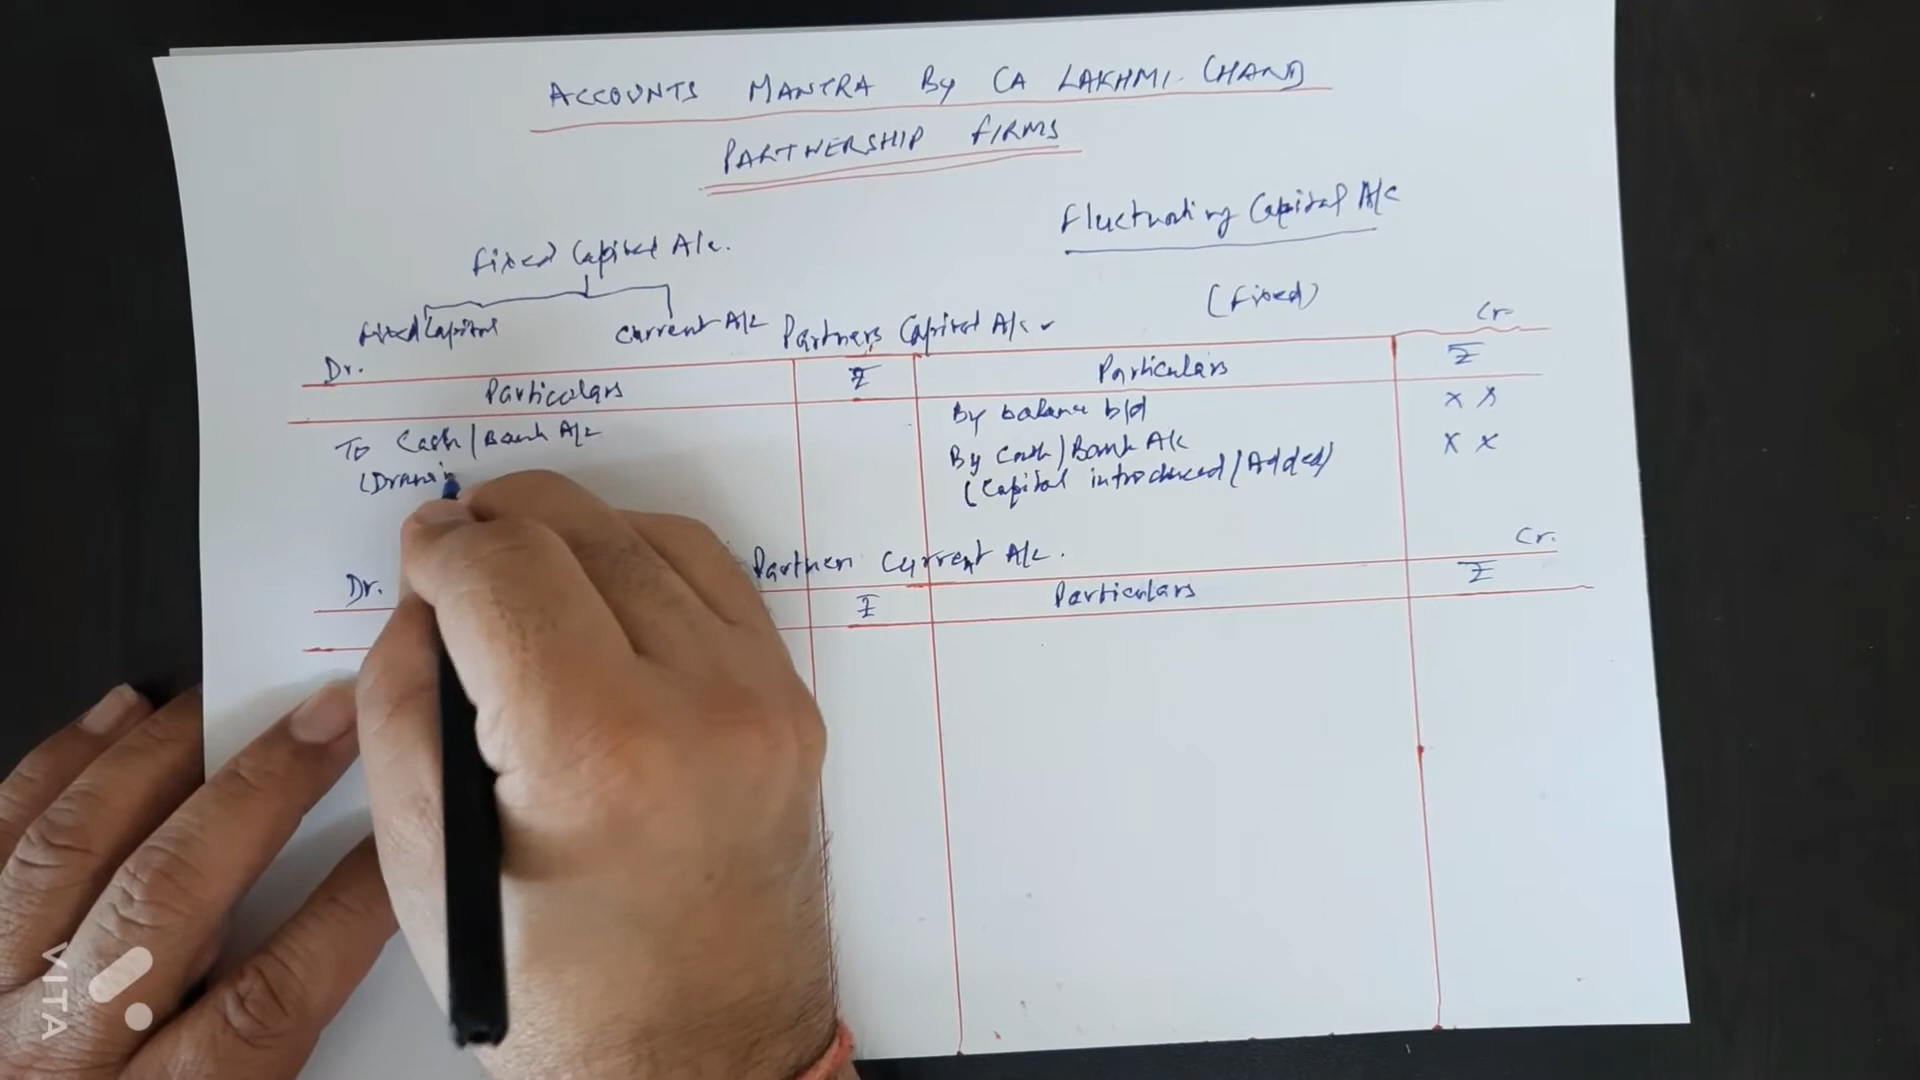 ACCOUNTS MANTRA By CA LAKHMI CHAND
PARTNERSHIP FIRMS
Fluctuating Capital A/c
Fixed Capital A/c.
(Fixed)
Fixed Capital
Current A/c
Partners Capital A/c
Dr.
Cr.
Particulars ₹ Particulars ₹
To Cash/Bank A/c
By balance b/d x x
(Drawi
By Cash/Bank A/c x x
(Capital introduced/Added)
Partners Current A/c.
Dr.
Cr.
₹ Particulars ₹
VITA